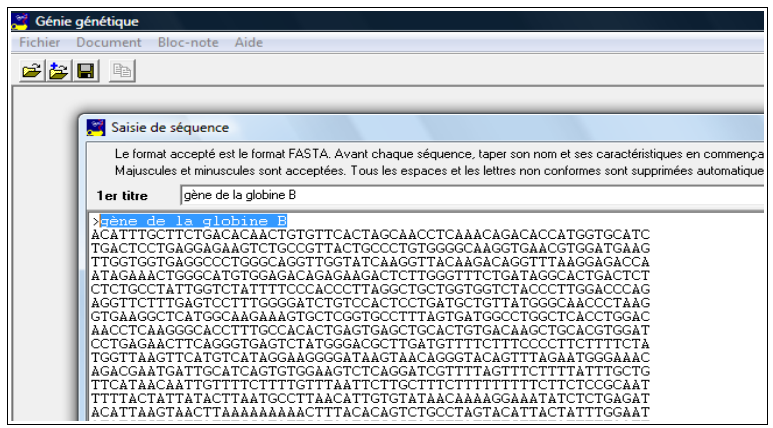 Génie génétique
Fichier Document Bloc-note Aide
Saisie de séquence
Le format accepté est le format FASTA. Avant chaque séquence, taper son nom et ses caractéristiques en commença
Majuscules et minuscules sont acceptées. Tous les espaces et les lettres non conformes sont supprimées automatique
1er titre gène de la globine B
>gène de la globine B
ACATTTGCTTCTGACACAACTGTGTTCACTAGCAACCTCAAACAGACACCATGGTGCATC
TGACTCCTGAGGAGAAGTCTGCCGTTACTGCCCTGTGGGGCAAGGTGAACGTGGATGAAG
TTGGTGGTGAGGCCCTGGGCAGGTTGGTATCAAGGTTACAAGACAGGTTTAAGGAGACCA
ATAGAAACTGGGCATGTGGAGACAGAGAAGACTCTTGGGTTTCTGATAGGCACTGACTCT
CTCTGCCTATTGGTCTATTTTCCCACCCTTAGGCTGCTGGTGGTCTACCCTTGGACCCAG
AGGTTCTTTGAGTCCTTTGGGGATCTGTCCACTCCTGATGCTGTTATGGGCAACCCTAAG
GTGAAGGCTCATGGCAAGAAAGTGCTCGGTGCCTTTAGTGATGGCCTGGCTCACCTGGAC
AACCTCAAGGGCACCTTTGCCACACTGAGTGAGCTGCACTGTGACAAGCTGCACGTGGAT
CCTGAGAACTTCAGGGTGAGTCTATGGGACGCTTGATGTTTTCTTTCCCCTTCTTTTCTA
TGGTTAAGTTCATGTCATAGGAAGGGGATAAGTAACAGGGTACAGTTTAGAATGGGAAAC
AGACGAATGATTGCATCAGTGTGGAAGTCTCAGGATCGTTTTAGTTTCTTTTATTTGCTG
TTCATAACAATTGTTTTCTTTTGTTTAATTCTTGCTTTCTTTTTTTTTCTTCTCCGCAAT
TTTTACTATTATACTTAATGCCTTAACATTGTGTATAACAAAAGGAAATATCTCTGAGAT
ACATTAAGTAACTTAAAAAAAAACTTTACACAGTCTGCCTAGTACATTACTATTTGGAAT